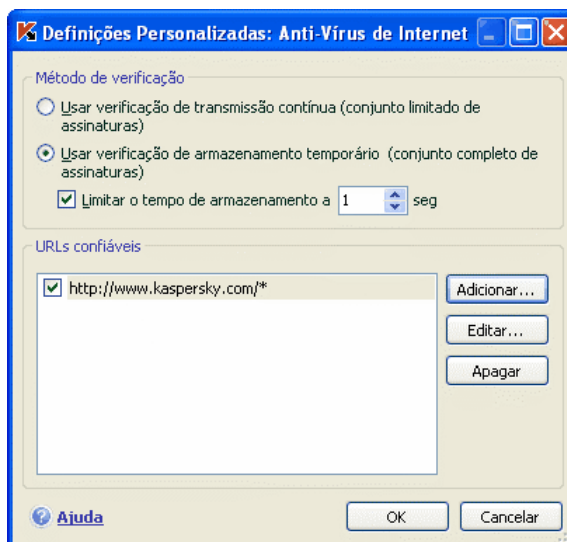 Definições Personalizadas: Anti-Vírus de Internet
Método de verificação
Usar verificação de transmissão contínua (conjunto limitado de
assinaturas)
Usar verificação de armazenamento temporário (conjunto completo de
assinaturas)
Limitar o tempo de armazenamento a 1 seg
URLs confiáveis
http://www.kaspersky.com/*
Adicionar...
Editar...
Apagar
Ajuda
OK
Cancelar